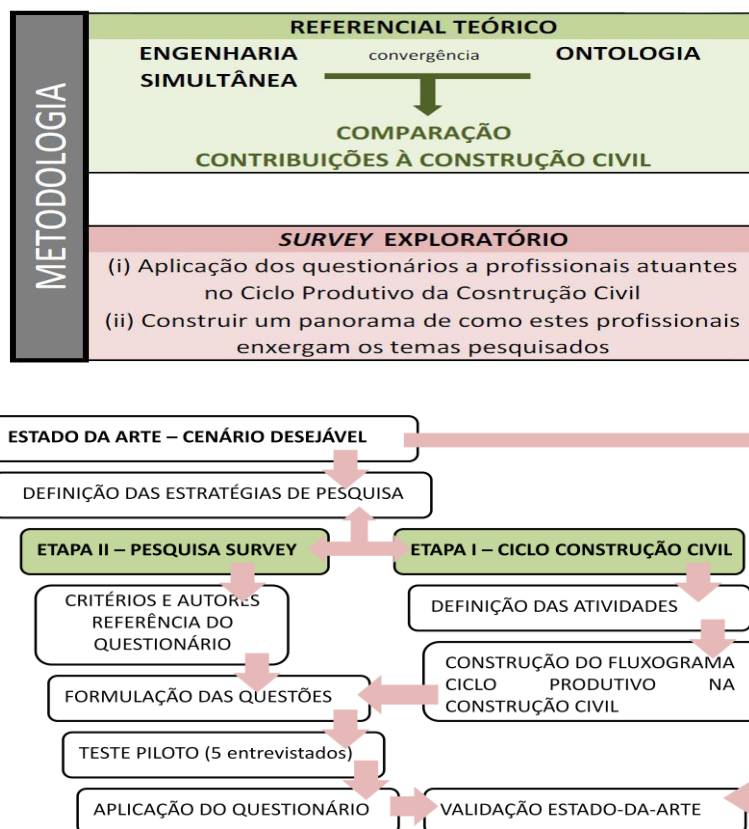 METODOLOGIA
REFERENCIAL TEÓRICO
ENGENHARIA convergência ONTOLOGIA
SIMULTÂNEA
COMPARAÇÃO
CONTRIBUIÇÕES À CONSTRUÇÃO CIVIL
SURVEY EXPLORATÓRIO
(i) Aplicação dos questionários a profissionais atuantes
no Ciclo Produtivo da Cosntrução Civil
(ii) Construir um panorama de como estes profissionais
enxergam os temas pesquisados
ESTADO DA ARTE – CENÁRIO DESEJÁVEL
DEFINIÇÃO DAS ESTRATÉGIAS DE PESQUISA
ETAPA II – PESQUISA SURVEY
ETAPA I – CICLO CONSTRUÇÃO CIVIL
CRITÉRIOS E AUTORES
REFERÊNCIA DO
QUESTIONÁRIO
DEFINIÇÃO DAS ATIVIDADES
CONSTRUÇÃO DO FLUXOGRAMA
CICLO PRODUTIVO NA
CONSTRUÇÃO CIVIL
FORMULAÇÃO DAS QUESTÕES
TESTE PILOTO (5 entrevistados)
APLICAÇÃO DO QUESTIONÁRIO
VALIDAÇÃO ESTADO-DA-ARTE